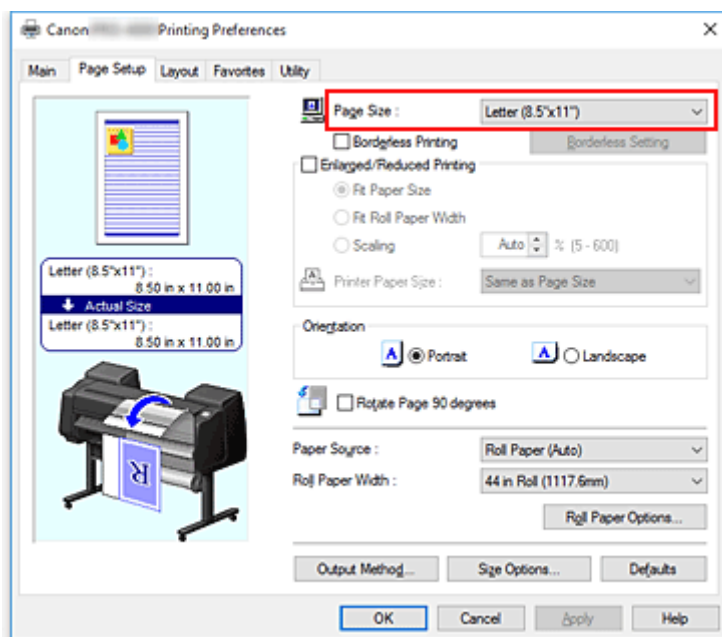 Canon Printing Preferences
Main Page Setup Layout Favorites Utility
Page Size : Letter (8.5"x11")
Borderless Printing Borderless Setting
Enlarged/Reduced Printing
Fit Paper Size
Fit Roll Paper Width
Scaling Auto % (5 - 600)
Printer Paper Size : Same as Page Size
Letter (8.5"x11") :
8.50 in x 11.00 in
Actual Size
Letter (8.5"x11") :
8.50 in x 11.00 in
Orientation
A Portrait A Landscape
Rotate Page 90 degrees
R
Paper Source : Roll Paper (Auto)
Roll Paper Width : 44 in Roll (1117.6mm)
Roll Paper Options...
Output Method... Size Options... Defaults
OK Cancel Apply Help